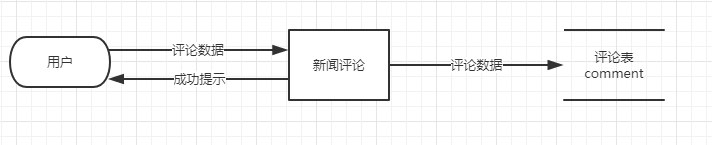 用户
评论数据
成功提示
新闻评论
评论数据
评论表
comment